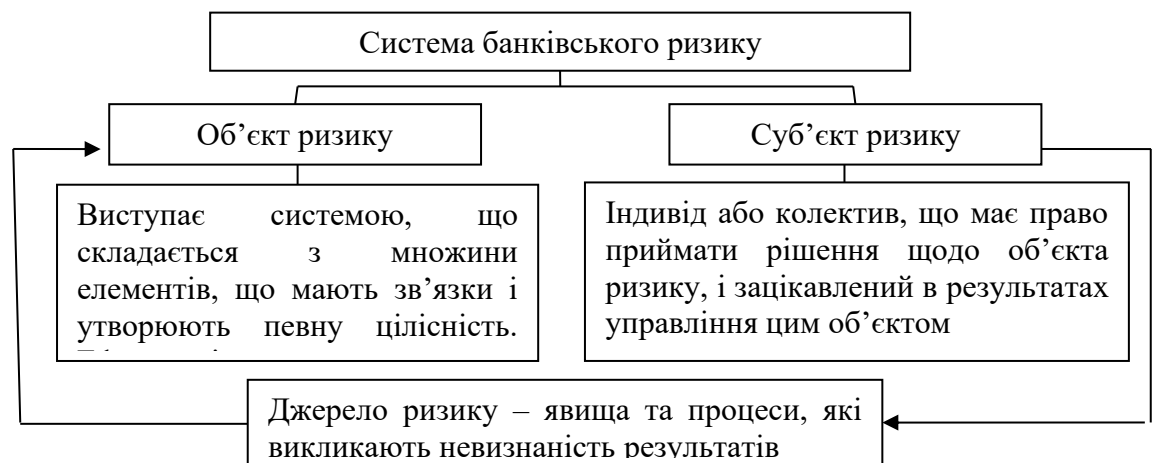 Система банківського ризику
Об’єкт ризику
Суб’єкт ризику
Виступає системою, що
складається з множини
елементів, що мають зв’язки і
утворюють певну цілісність.
Індивід або колектив, що має право
приймати рішення щодо об’єкта
ризику, і зацікавлений в результатах
управління цим об’єктом
Джерело ризику – явища та процеси, які
викликають невизнаність результатів